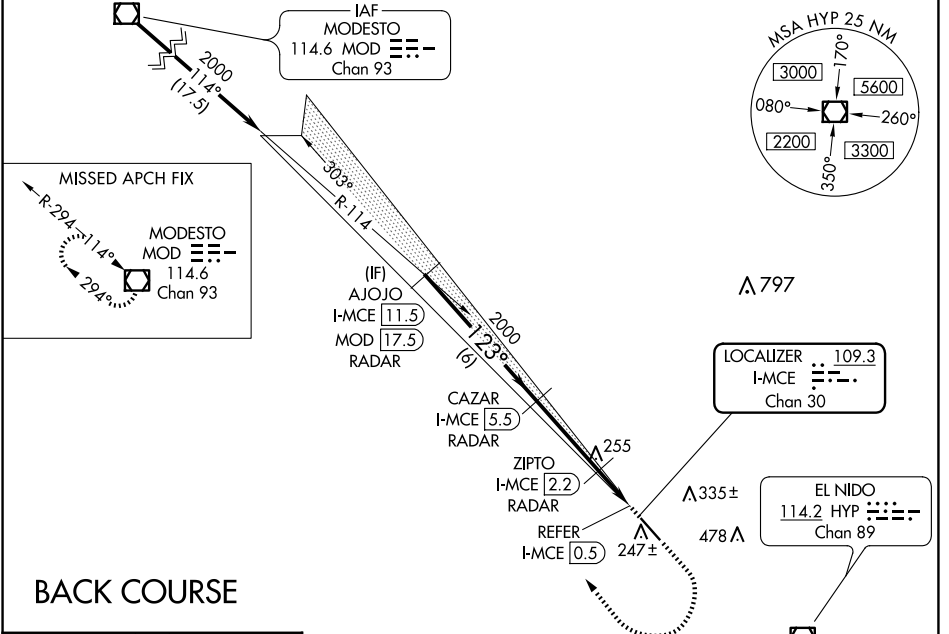 IAF
MODESTO
114.6 MOD
Chan 93
2000
114°
(17.5)
MSA HYP 25 NM
170°
3000
5600
080°
260°
2200
3300
350°
MISSED APCH FIX
R-294
114°
294°
MODESTO
MOD
114.6
Chan 93
303°
R-114
(IF)
AJOJO
I-MCE 11.5
MOD 17.5
RADAR
2000
123°
(6)
797
LOCALIZER 109.3
I-MCE
Chan 30
CAZAR
I-MCE 5.5
RADAR
255
ZIPTO
I-MCE 2.2
RADAR
335±
478
REFER
I-MCE 0.5
247±
EL NIDO
114.2 HYP
Chan 89
BACK COURSE